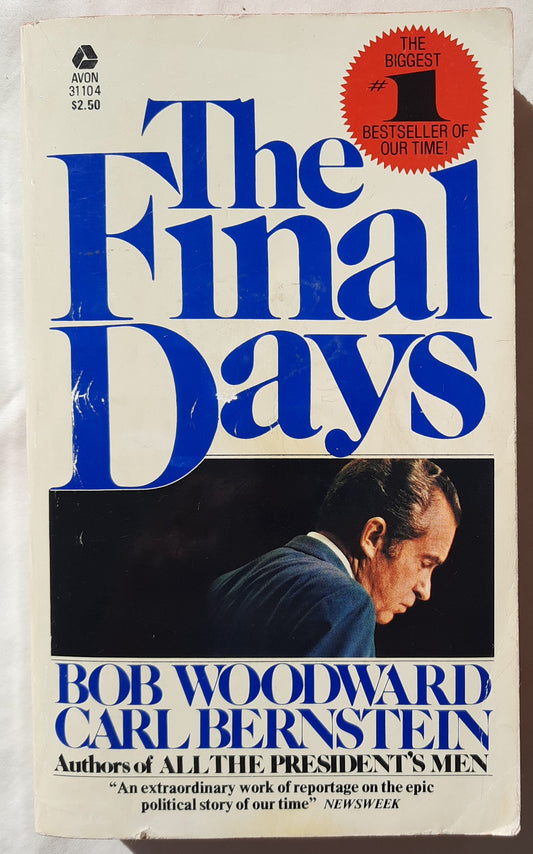 AVON
31104
$2.50
THE
BIGGEST
#1
BESTSELLER OF
OUR TIME!
The
Final
Days
BOB WOODWARD
CARL BERNSTEIN
Authors of ALL THE PRESIDENT'S MEN
"An extraordinary work of reportage on the epic
political story of our time" NEWSWEEK